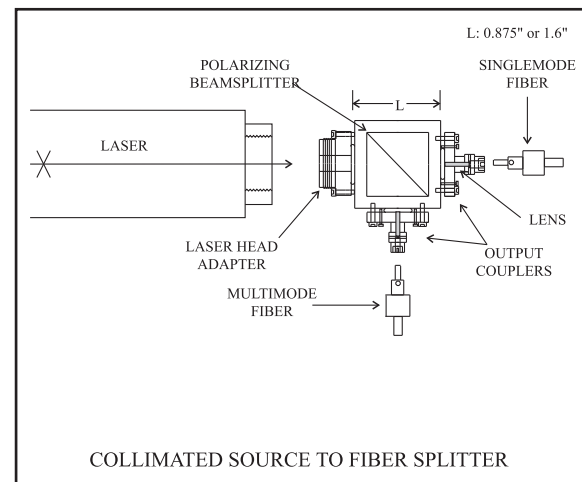 L: 0.875" or 1.6"
POLARIZING
BEAMSPLITTER
SINGLEMODE
FIBER
L
LASER
LENS
LASER HEAD
ADAPTER
OUTPUT
COUPLERS
MULTIMODE
FIBER
COLLIMATED SOURCE TO FIBER SPLITTER